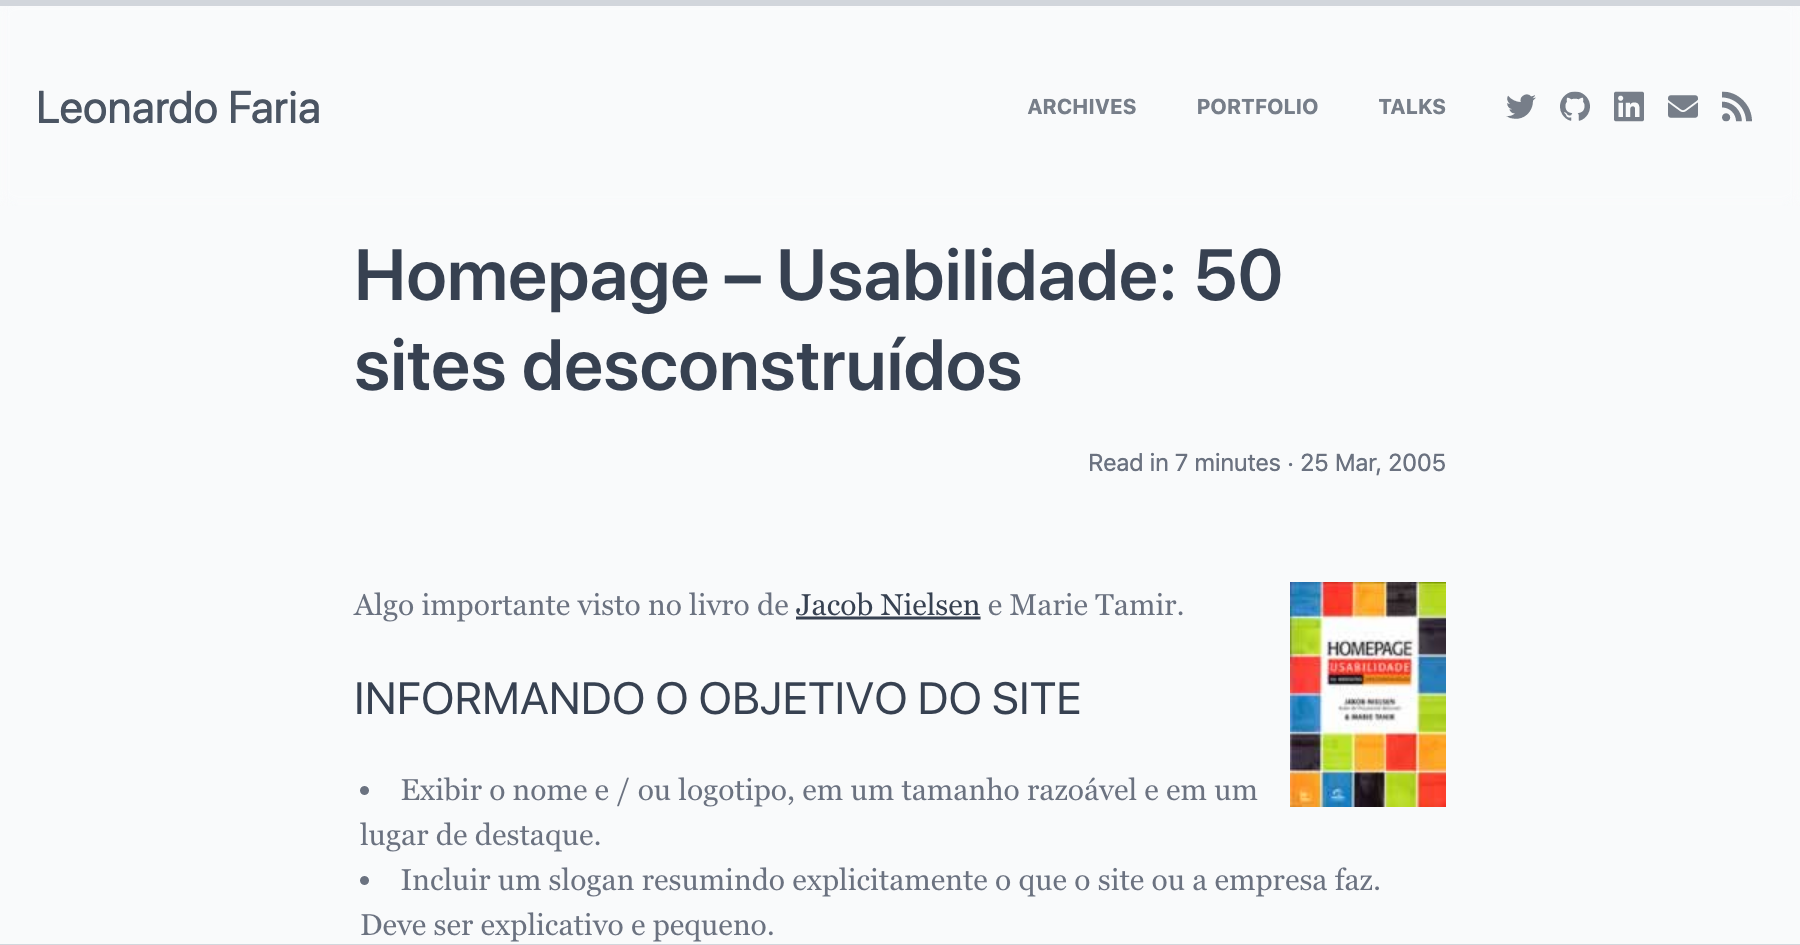 Leonardo Faria
ARCHIVES PORTFOLIO TALKS
Homepage – Usabilidade: 50
sites desconstruídos
Read in 7 minutes · 25 Mar, 2005
Algo importante visto no livro de Jacob Nielsen e Marie Tamir.
HOMEPAGE
USABILIDADE
JAKOB NIELSEN
& MARIE TAHIR
INFORMANDO O OBJETIVO DO SITE
• Exibir o nome e / ou logotipo, em um tamanho razoável e em um
lugar de destaque.
• Incluir um slogan resumindo explicitamente o que o site ou a empresa faz.
Deve ser explicativo e pequeno.